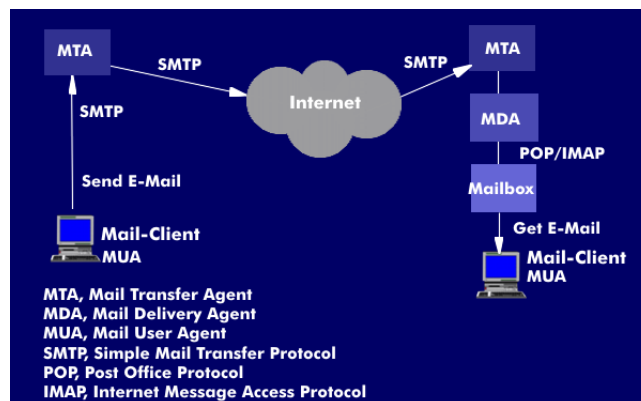 MTA
SMTP
SMTP
Send E-Mail
Mail-Client
MUA
Internet
SMTP
MTA
MDA
POP/IMAP
Mailbox
Get E-Mail
Mail-Client
MUA
MTA, Mail Transfer Agent
MDA, Mail Delivery Agent
MUA, Mail User Agent
SMTP, Simple Mail Transfer Protocol
POP, Post Office Protocol
IMAP, Internet Message Access Protocol